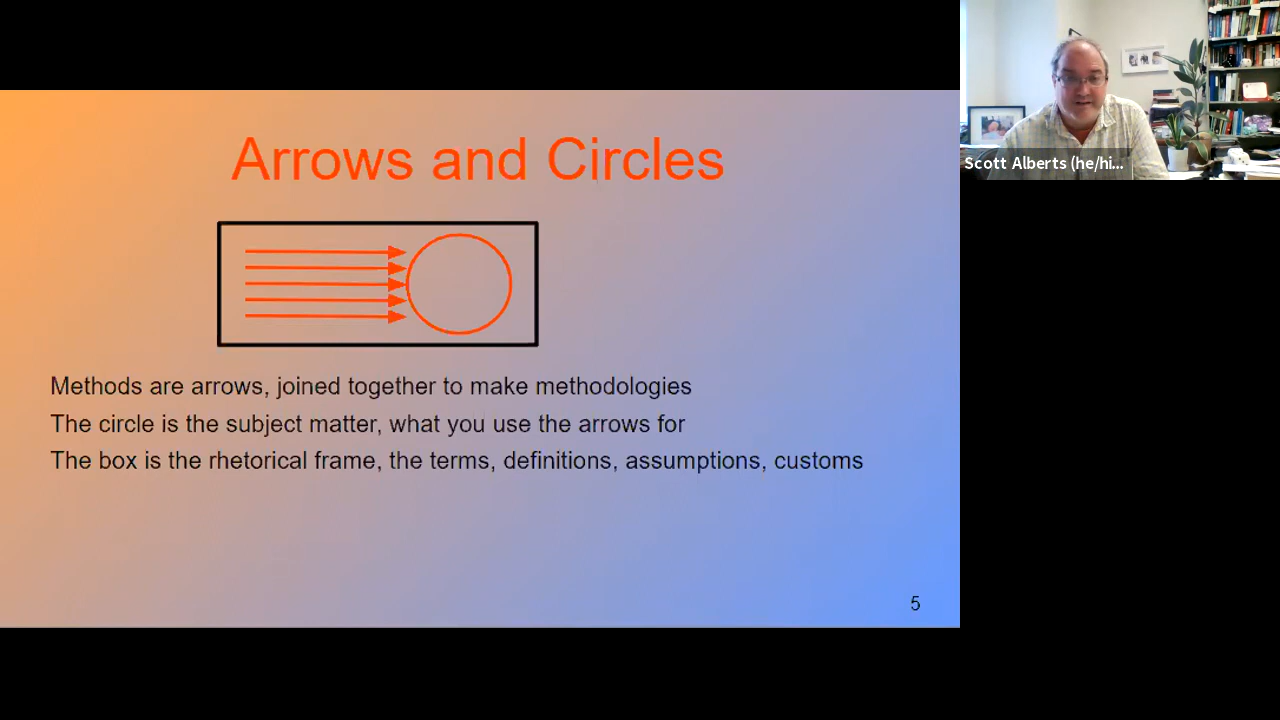 Arrows and Circles
Methods are arrows, joined together to make methodologies
The circle is the subject matter, what you use the arrows for
The box is the rhetorical frame, the terms, definitions, assumptions, customs
5
Scott Alberts (he/hi...